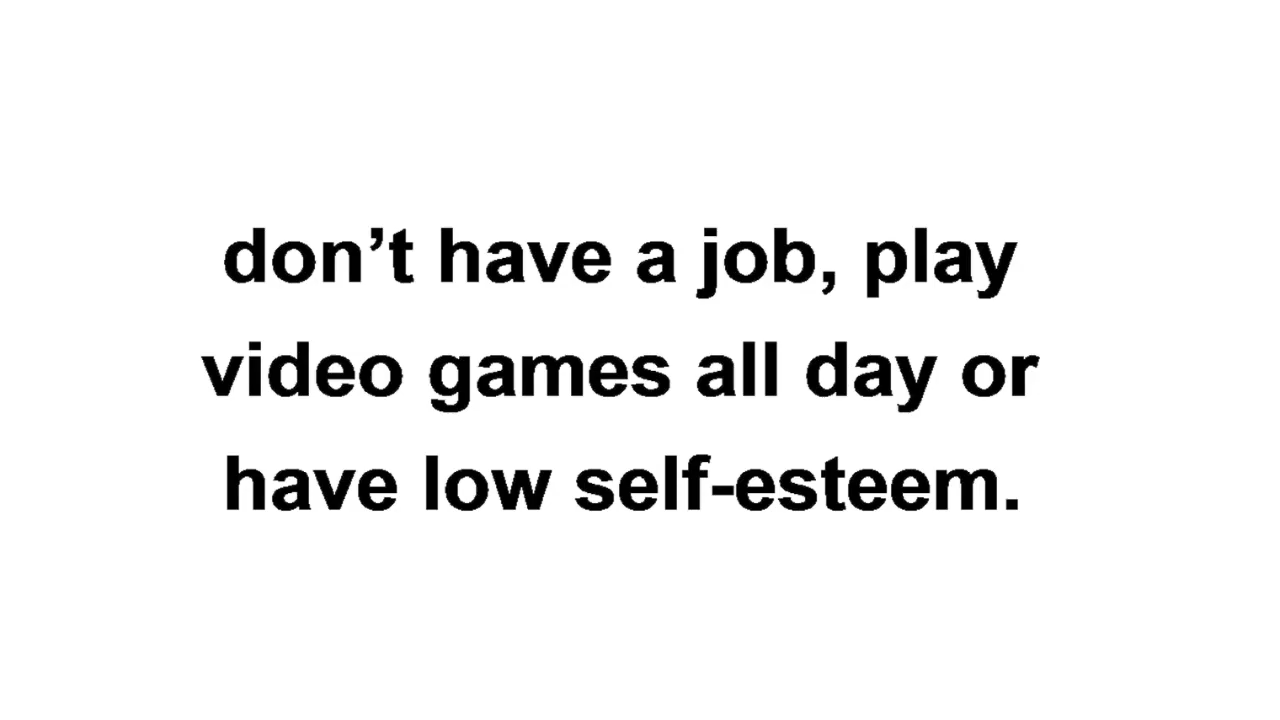 don’t have a job, play
video games all day or
have low self-esteem.